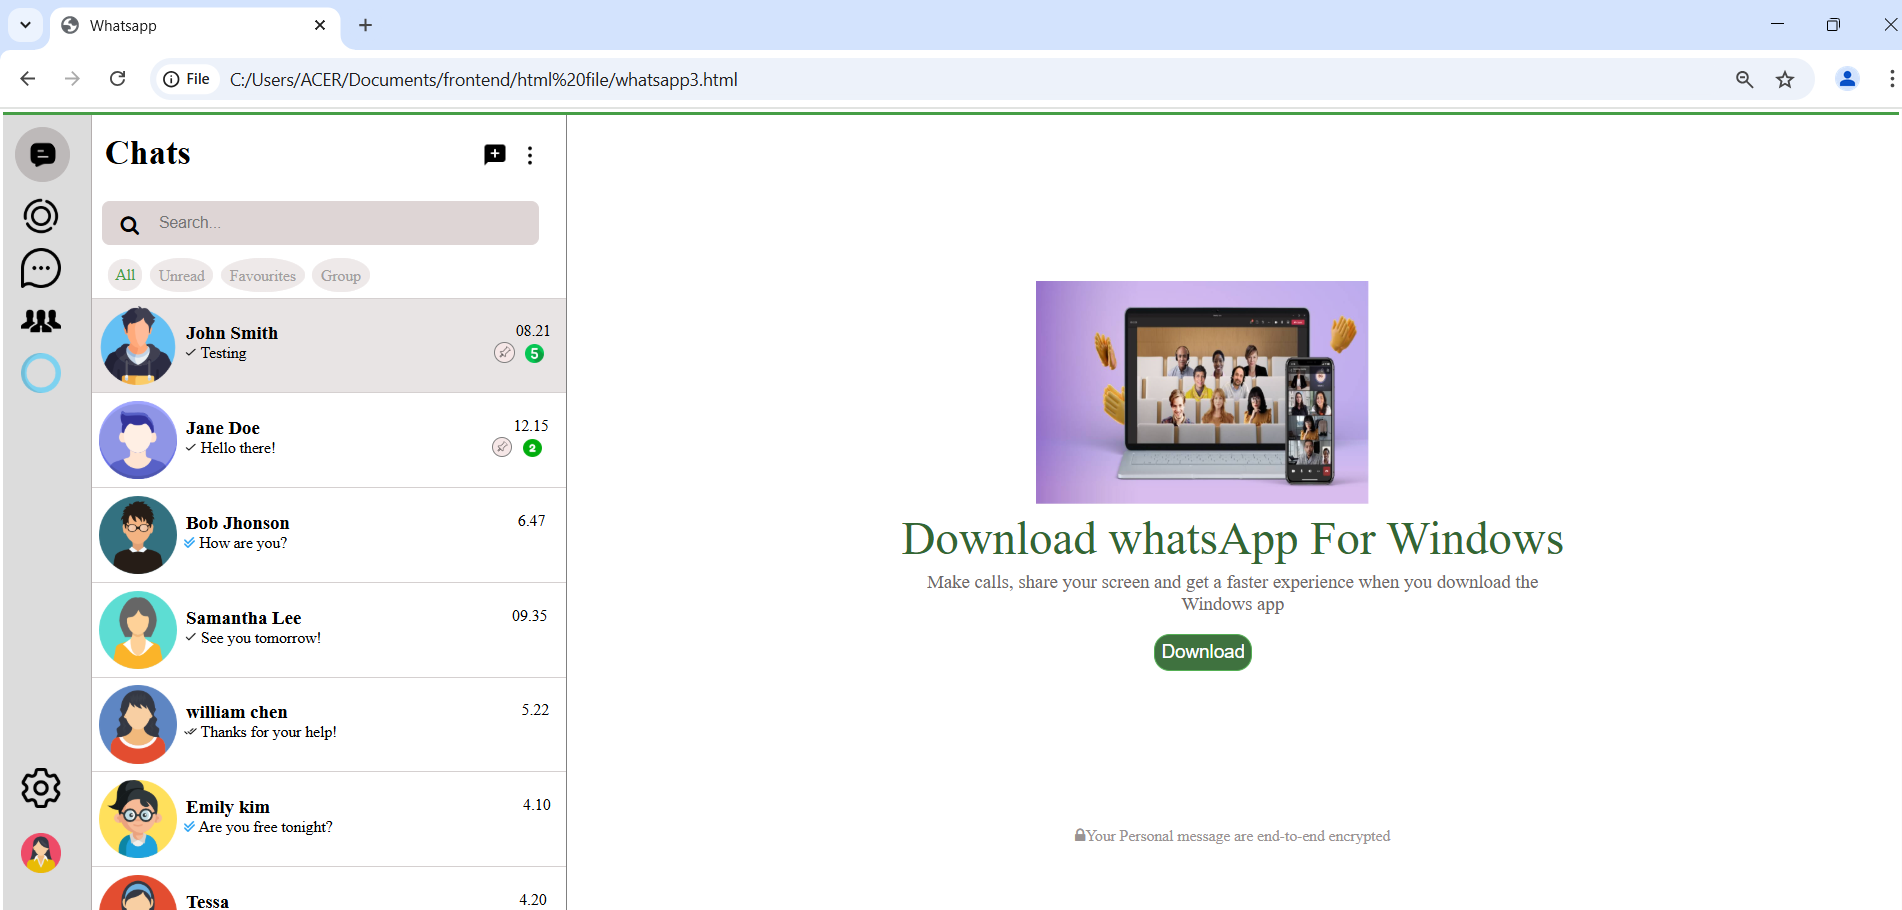 Whatsapp
File
C:/Users/ACER/Documents/frontend/html%20file/whatsapp3.html
Chats
Search...
All
Unread
Favourites
Group
John Smith
08.21
Testing
5
Jane Doe
12.15
Hello there!
2
Bob Jhonson
6.47
How are you?
Samantha Lee
09.35
See you tomorrow!
william chen
5.22
Thanks for your help!
Emily kim
4.10
Are you free tonight?
Tessa
4.20
Download whatsApp For Windows
Make calls, share your screen and get a faster experience when you download the
Windows app
Download
Your Personal message are end-to-end encrypted